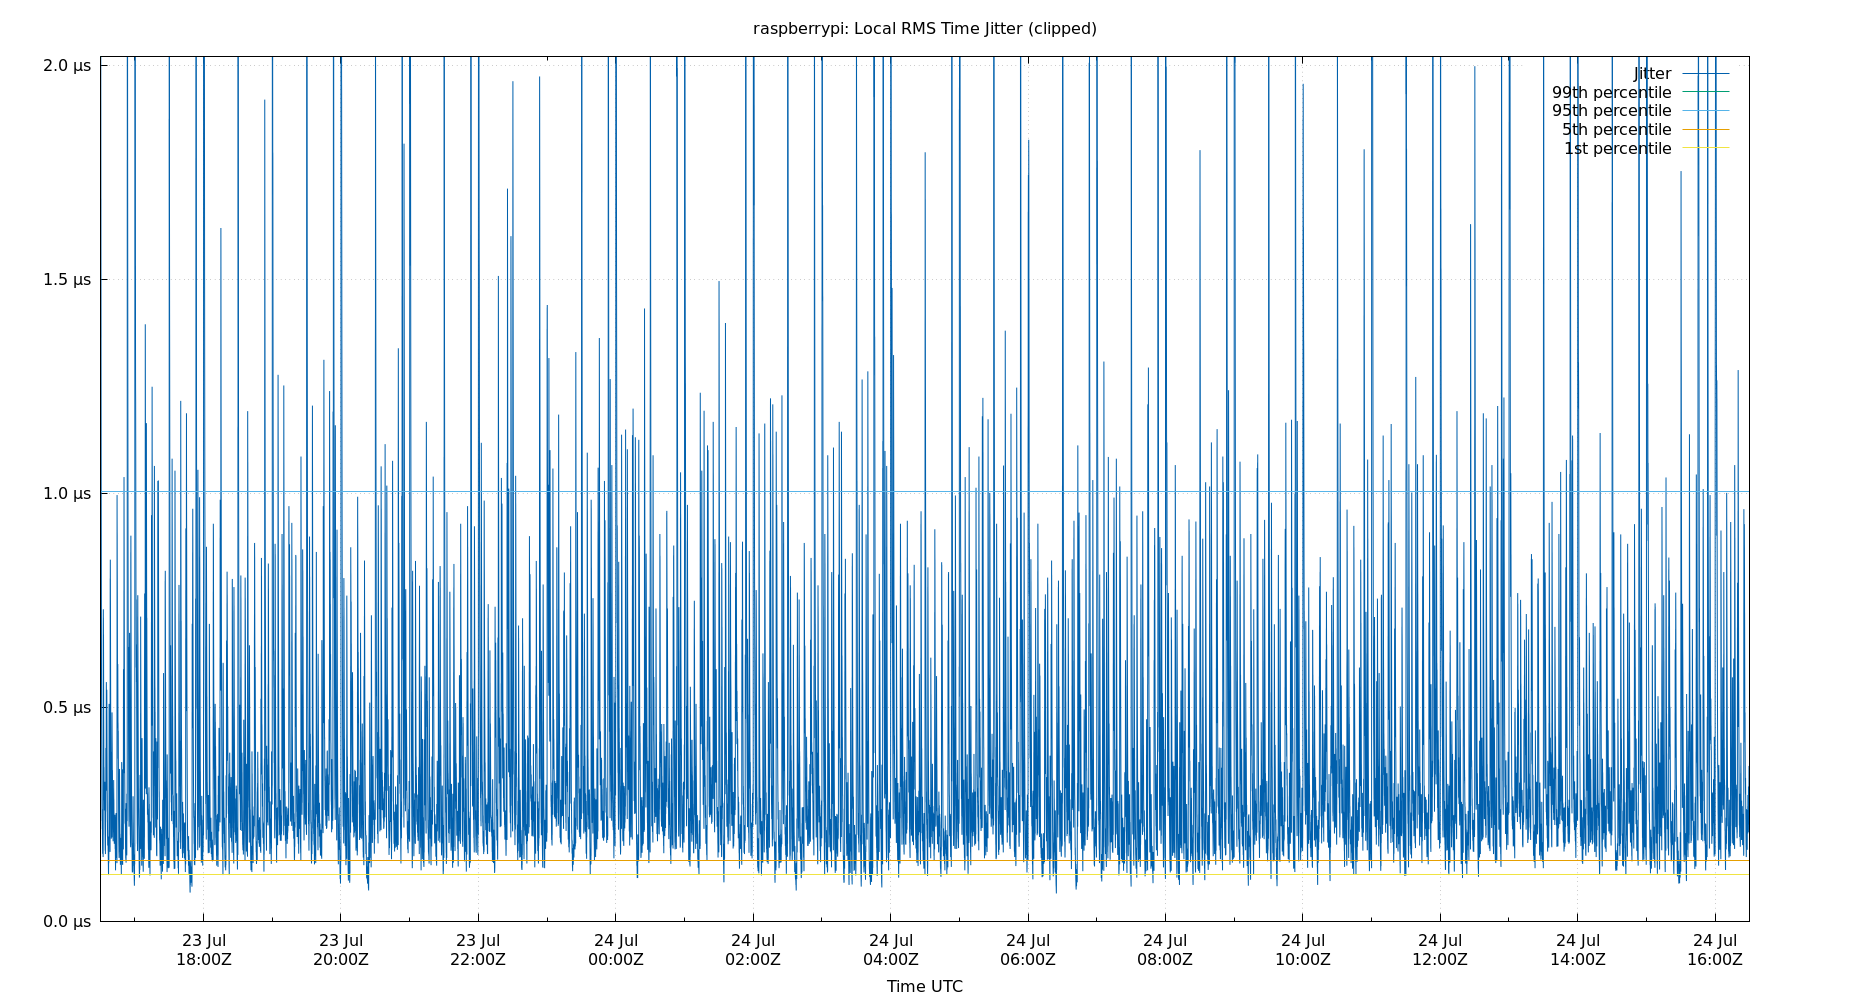 raspberrypi: Local RMS Time Jitter (clipped)
2.0 µs
1.5 µs
1.0 µs
0.5 µs
0.0 µs
Jitter
99th percentile
95th percentile
5th percentile
1st percentile
23 Jul 23 Jul 23 Jul 24 Jul 24 Jul 24 Jul 24 Jul 24 Jul 24 Jul 24 Jul 24 Jul 24 Jul
18:00Z 20:00Z 22:00Z 00:00Z 02:00Z 04:00Z 06:00Z 08:00Z 10:00Z 12:00Z 14:00Z 16:00Z
Time UTC